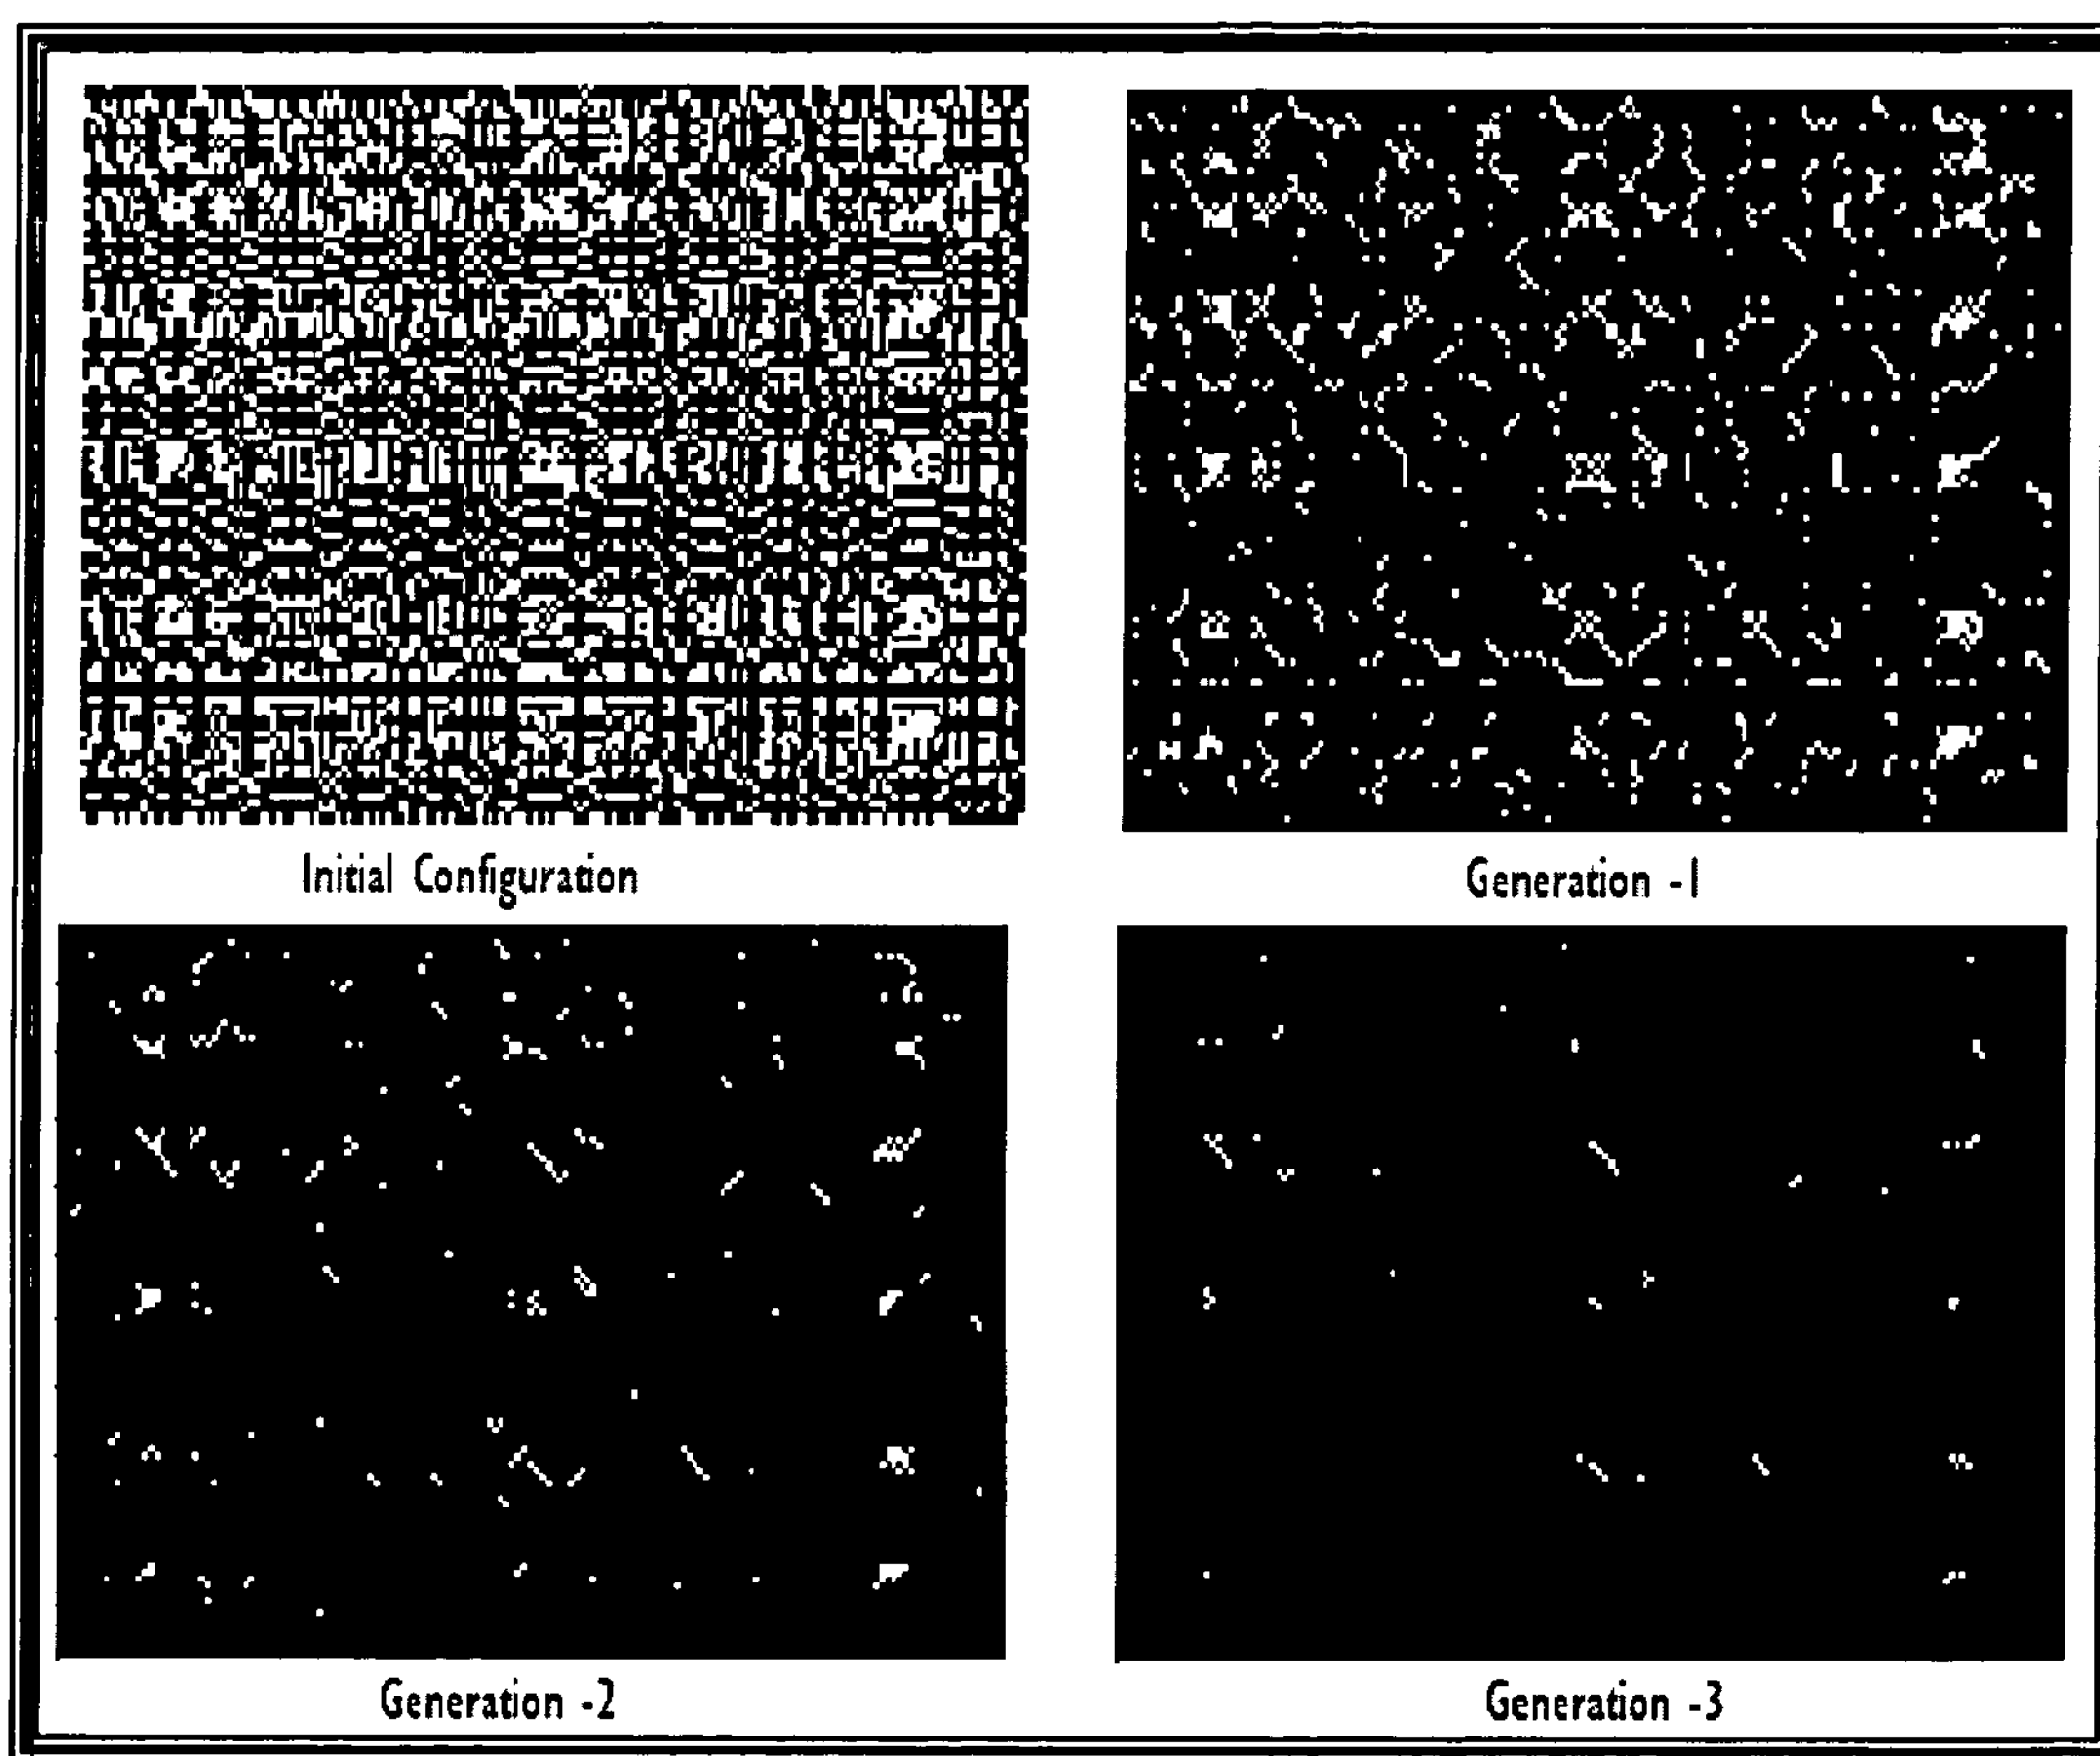 Initial Configuration
Generation -1
Generation -2
Generation -3